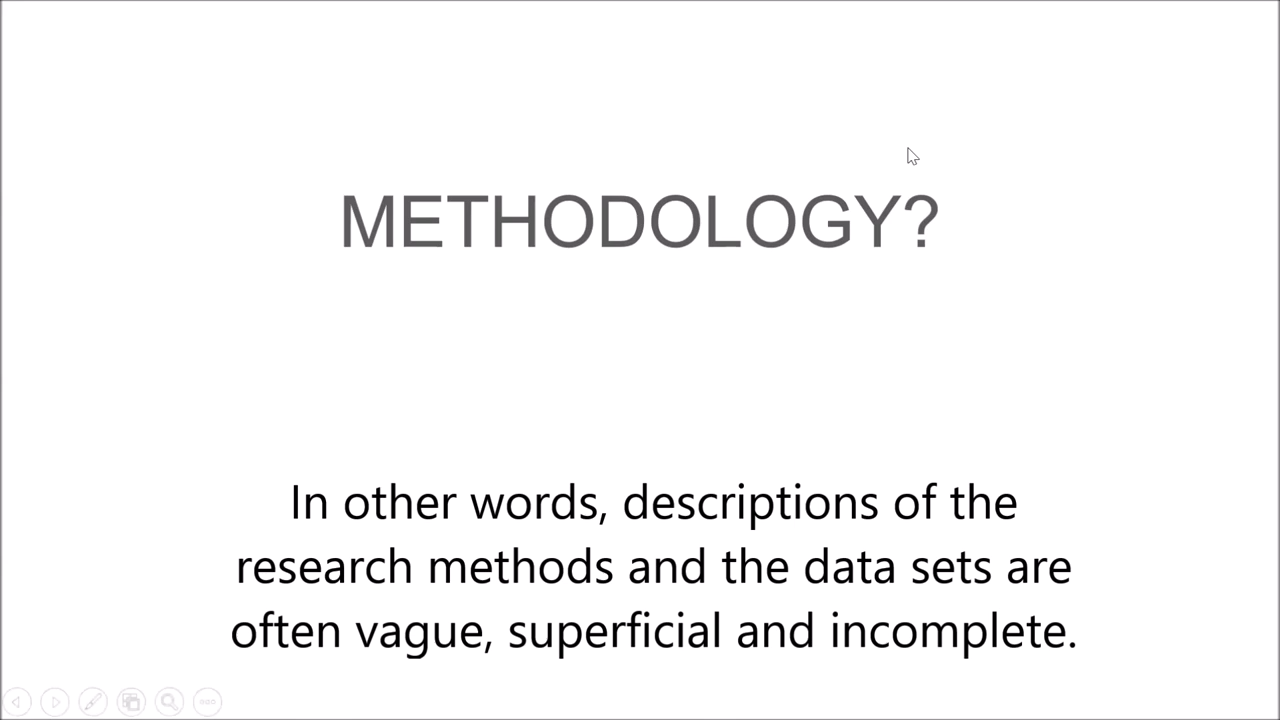 METHODOLOGY?
In other words, descriptions of the
research methods and the data sets are
often vague, superficial and incomplete.